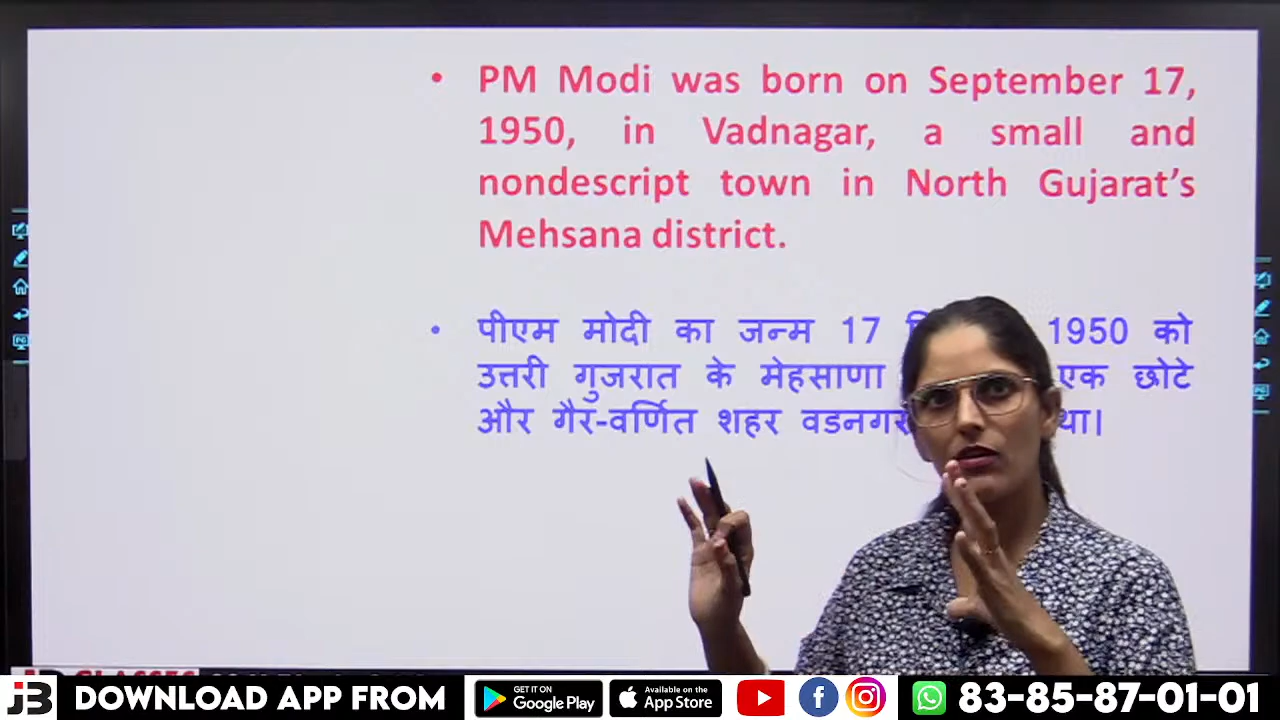 • PM Modi was born on September 17,
1950, in Vadnagar, a small and
nondescript town in North Gujarat’s
Mehsana district.
• पीएम मोदी का जन्म 17 1950 को
उत्तरी गुजरात के मेहसाणा एक छोटे
और गैर-वर्णित शहर वडनगर था।
JB DOWNLOAD APP FROM GET IT ON Google Play Available on the App Store 83-85-87-01-01